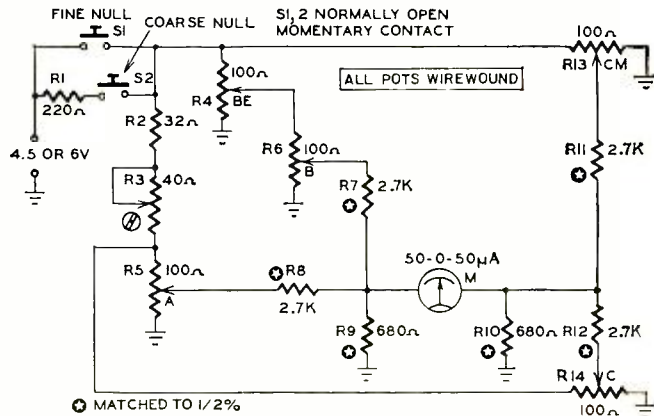 FINE NULL
COARSE NULL
S1
S2
S1,2 NORMALLY OPEN
MOMENTARY CONTACT
ALL POTS WIREWOUND
R1
220Ω
4.5 OR 6V
R2
32Ω
R3
40Ω
R4
100Ω
BE
R5
100Ω
A
R6
100Ω
B
R7
2.7K
R8
2.7K
R9
680Ω
50-0-50μA
M
R10
680Ω
R11
2.7K
R12
2.7K
100Ω
R13
CM
R14
C
100Ω
MATCHED TO 1/2%